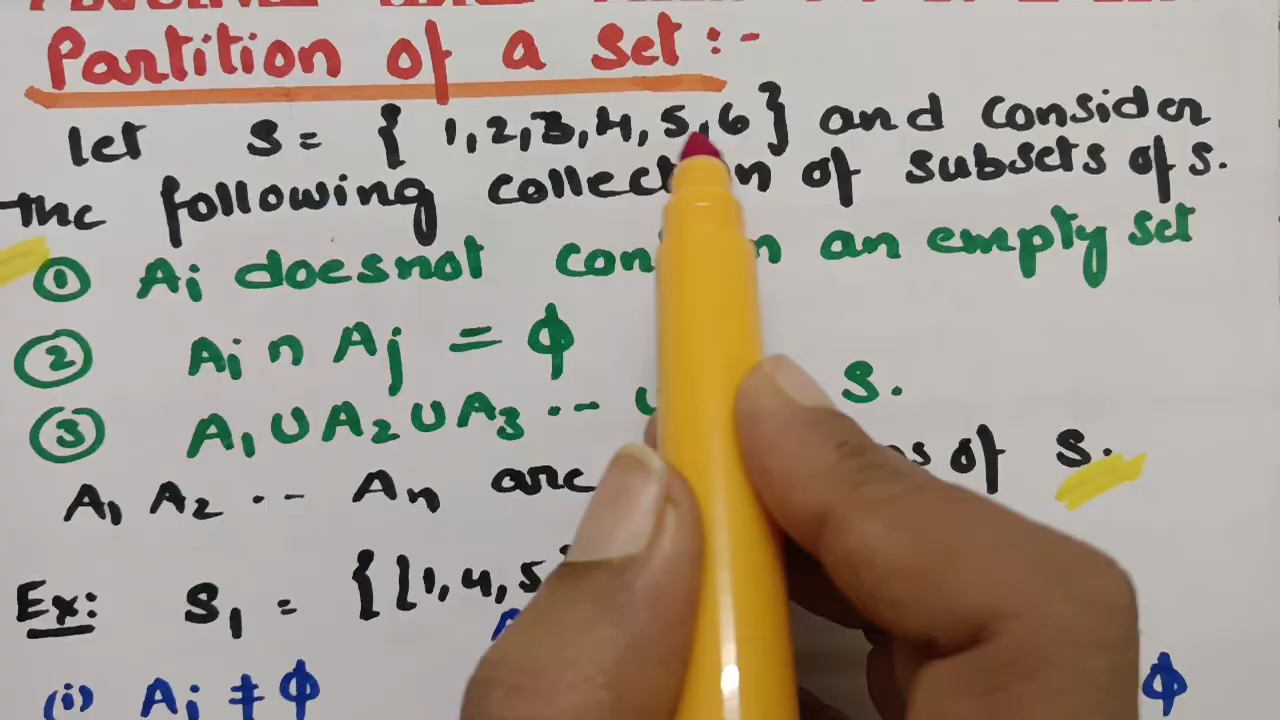 Partition of a Set:-
Let S = { 1,2,3,4,5,6} and consider
the following collection of subsets of S.
① Ai doesnot an empty set
② Ai ∩ Aj = ϕ
③ A1 ∪ A2 ∪ A3 ·-- ∪ S.
A1 A2 ·-- An are of S.
Ex: S1 = {{1,4,5
(i) Ai ≠ ϕ ϕ